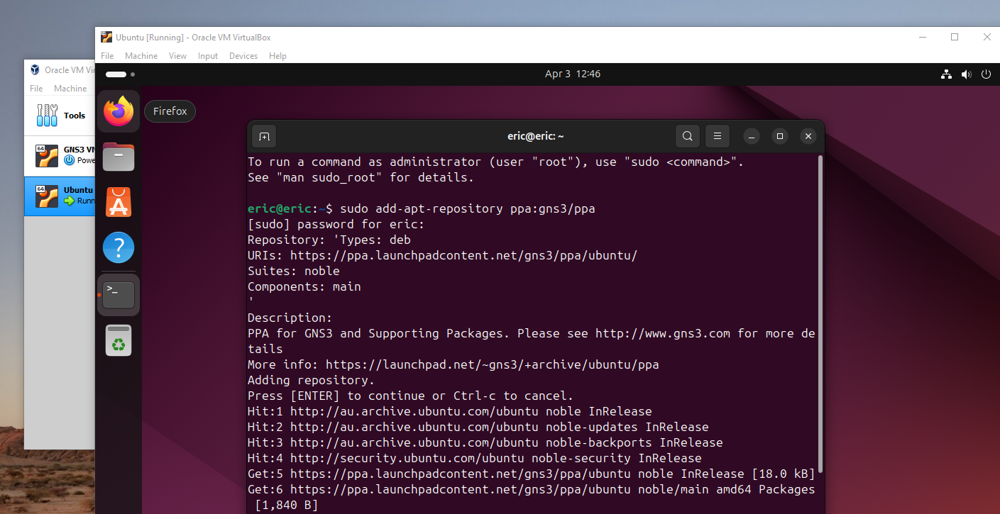 Ubuntu [Running] - Oracle VM VirtualBox
File Machine View Input Devices Help
Oracle VM
File Machine
Tools
64
GNS3
64
Ubuntu
Apr 3 12:46
Firefox
eric@eric: ~
To run a command as administrator (user "root"), use "sudo <command>".
See "man sudo_root" for details.
eric@eric:~$ sudo add-apt-repository ppa:gns3/ppa
[sudo] password for eric:
Repository: 'Types: deb
URIs: https://ppa.launchpadcontent.net/gns3/ppa/ubuntu/
Suites: noble
Components: main
'
Description:
PPA for GNS3 and Supporting Packages. Please see http://www.gns3.com for more de
tails
More info: https://launchpad.net/~gns3/+archive/ubuntu/ppa
Adding repository.
Press [ENTER] to continue or Ctrl-c to cancel.
Hit:1 http://au.archive.ubuntu.com/ubuntu noble InRelease
Hit:2 http://au.archive.ubuntu.com/ubuntu noble-updates InRelease
Hit:3 http://au.archive.ubuntu.com/ubuntu noble-backports InRelease
Hit:4 http://security.ubuntu.com/ubuntu noble-security InRelease
Get:5 https://ppa.launchpadcontent.net/gns3/ppa/ubuntu noble InRelease [18.0 kB]
Get:6 https://ppa.launchpadcontent.net/gns3/ppa/ubuntu noble/main amd64 Packages
[1,840 B]